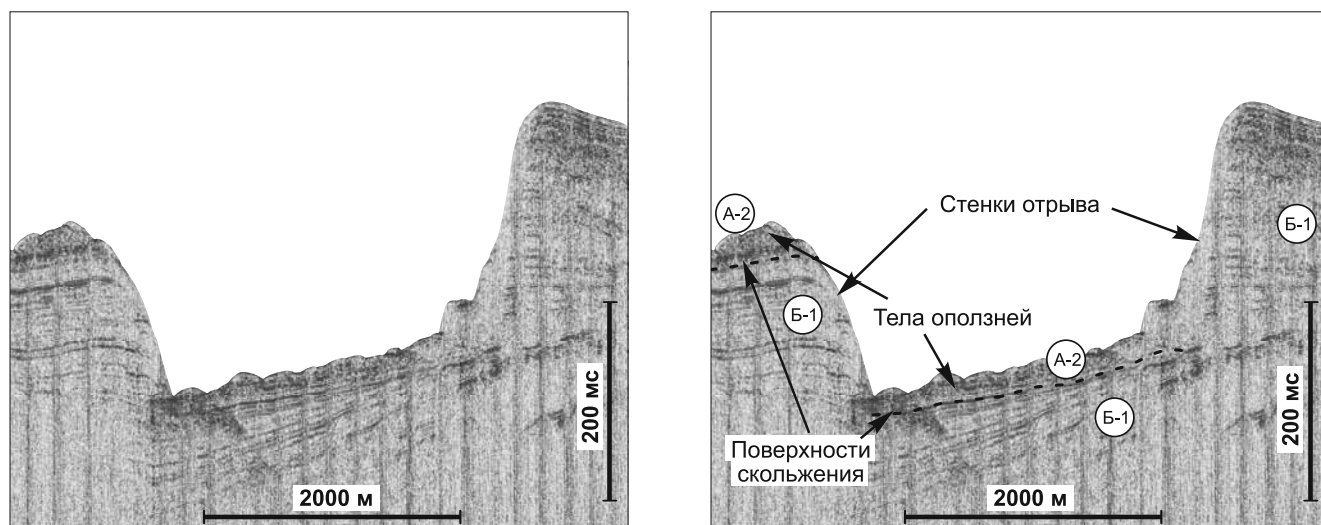 200 мс
2000 м
А-2
Стенки отрыва
Б-1
Б-1
Тела оползней
А-2
Б-1
Поверхности
скольжения
200 мс
2000 м